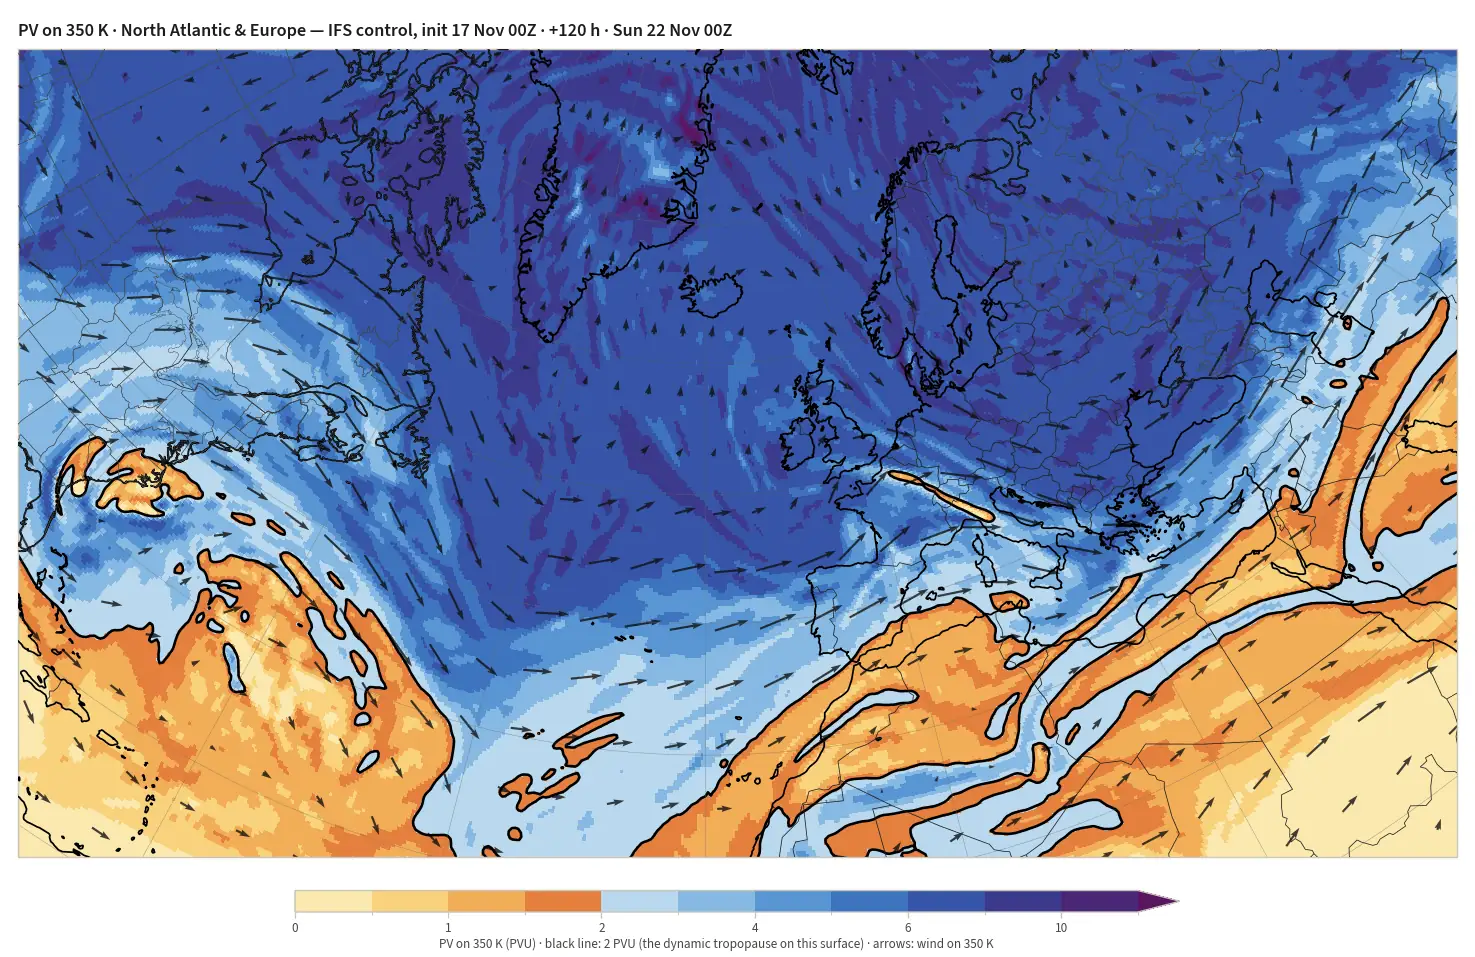 PV on 350 K · North Atlantic & Europe — IFS control, init 17 Nov 00Z · +120 h · Sun 22 Nov 00Z
0 1 2 4 6 10
PV on 350 K (PVU) · black line: 2 PVU (the dynamic tropopause on this surface) · arrows: wind on 350 K